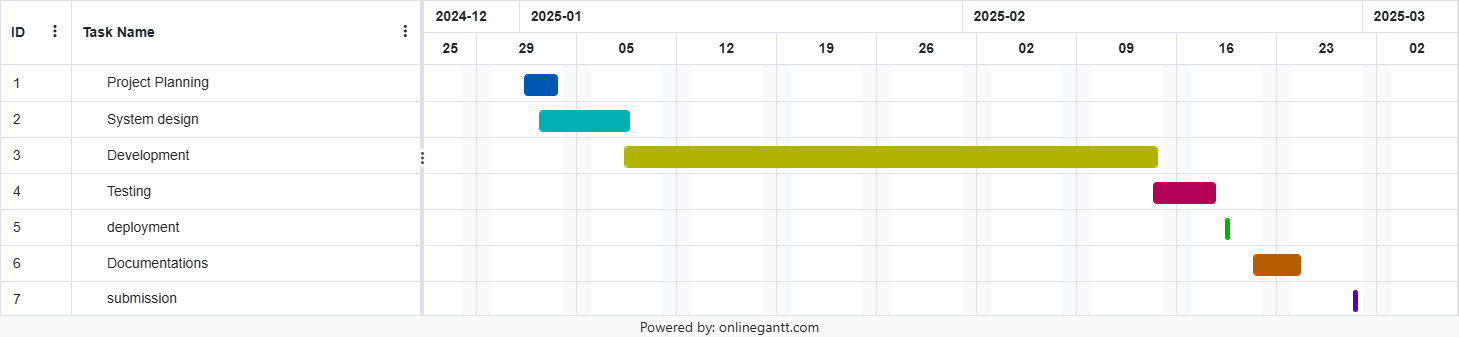 ID Task Name 2024-12 2025-01 2025-02 2025-03
25 29 05 12 19 26 02 09 16 23 02
1 Project Planning
2 System design
3 Development
4 Testing
5 deployment
6 Documentations
7 submission
Powered by: onlinegantt.com